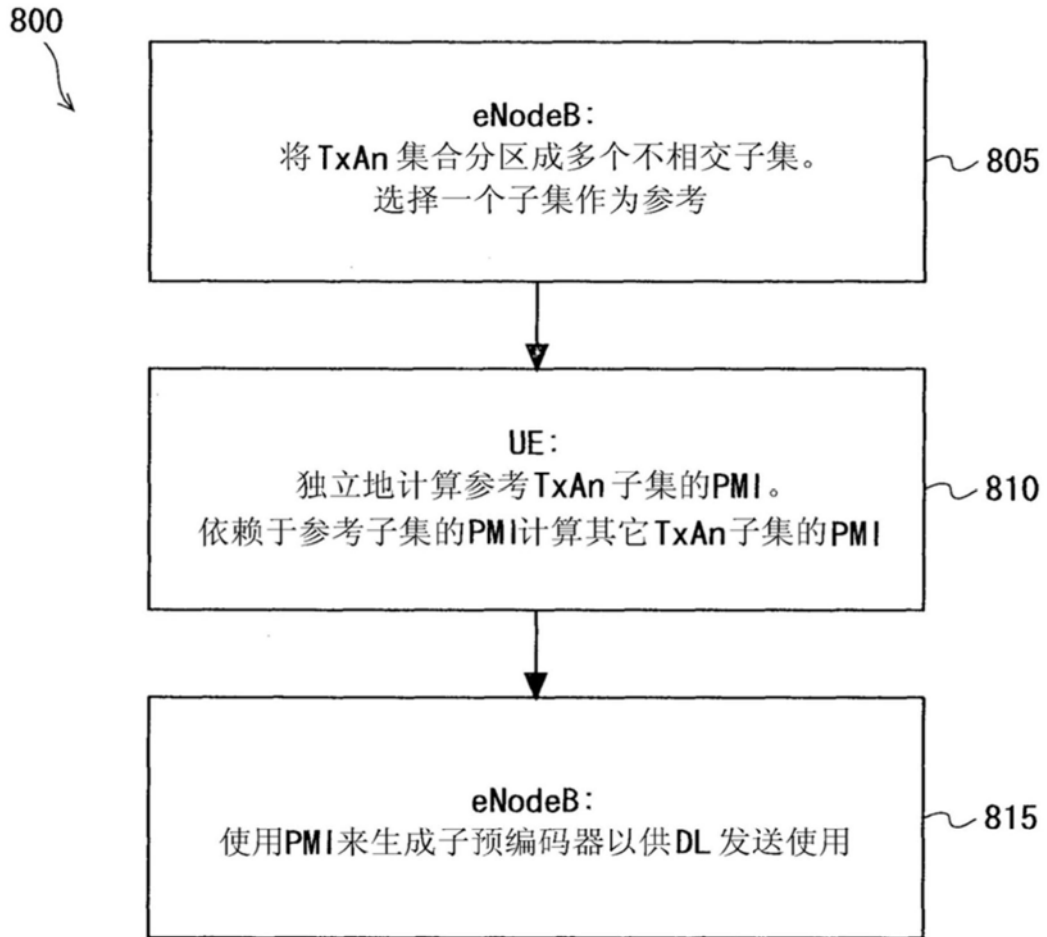 800
eNodeB:
将TxAn集合分区成多个不相交子集。
选择一个子集作为参考
805
UE:
独立地计算参考TxAn子集的PMI。
依赖于参考子集的PMI计算其它TxAn子集的PMI
810
eNodeB:
使用PMI来生成子预编码器以供DL发送使用
815